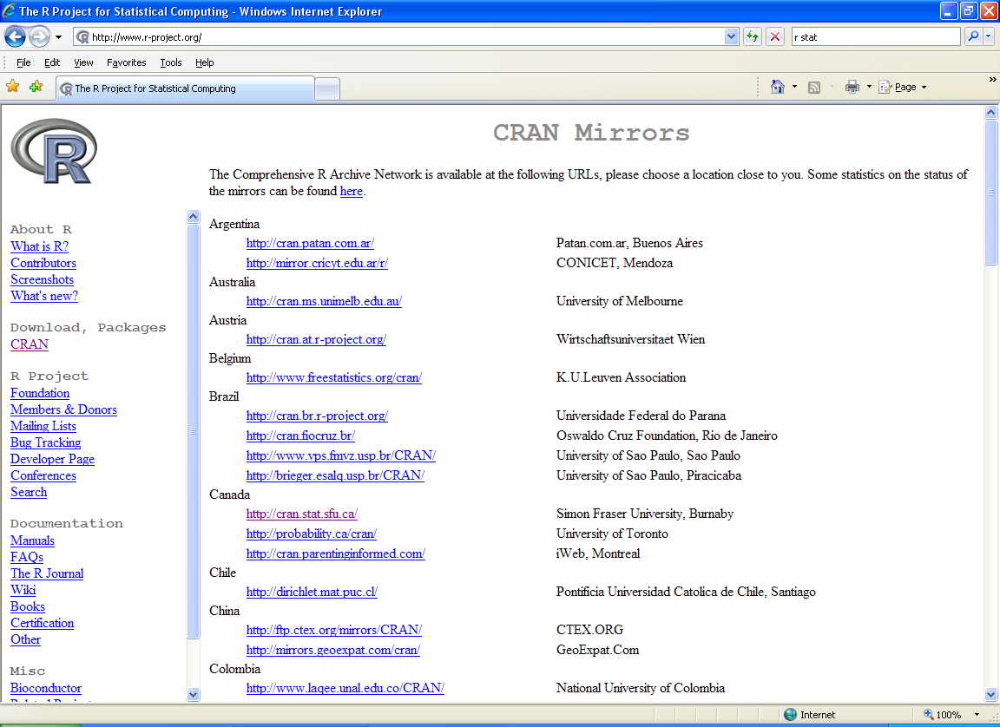 The R Project for Statistical Computing - Windows Internet Explorer
http://www.r-project.org/
r stat
File Edit View Favorites Tools Help
The R Project for Statistical Computing
Page
R
About R
What is R?
Contributors
Screenshots
What's new?
Download, Packages
CRAN
R Project
Foundation
Members & Donors
Mailing Lists
Bug Tracking
Developer Page
Conferences
Search
Documentation
Manuals
FAQs
The R Journal
Wiki
Books
Certification
Other
Misc
Bioconductor
CRAN Mirrors
The Comprehensive R Archive Network is available at the following URLs, please choose a location close to you. Some statistics on the status of
the mirrors can be found here.
Argentina
http://cran.patan.com.ar/ Patan.com.ar, Buenos Aires
http://mirror.cricyt.edu.ar/r/ CONICET, Mendoza
Australia
http://cran.ms.unimelb.edu.au/ University of Melbourne
Austria
http://cran.at.r-project.org/ Wirtschaftsuniversitaet Wien
Belgium
http://www.freestatistics.org/cran/ K.U.Leuven Association
Brazil
http://cran.br.r-project.org/ Universidade Federal do Parana
http://cran.fiocruz.br/ Oswaldo Cruz Foundation, Rio de Janeiro
http://www.vps.fmvz.usp.br/CRAN/ University of Sao Paulo, Sao Paulo
http://brieger.esalq.usp.br/CRAN/ University of Sao Paulo, Piracicaba
Canada
http://cran.stat.sfu.ca/ Simon Fraser University, Burnaby
http://probability.ca/cran/ University of Toronto
http://cran.parentinginformed.com/ iWeb, Montreal
Chile
http://dirichlet.mat.puc.cl/ Pontificia Universidad Catolica de Chile, Santiago
China
http://ftp.ctex.org/mirrors/CRAN/ CTEX.ORG
http://mirrors.geoexpat.com/cran/ GeoExpat.Com
Colombia
http://www.laqee.unal.edu.co/CRAN/ National University of Colombia
Internet 100%